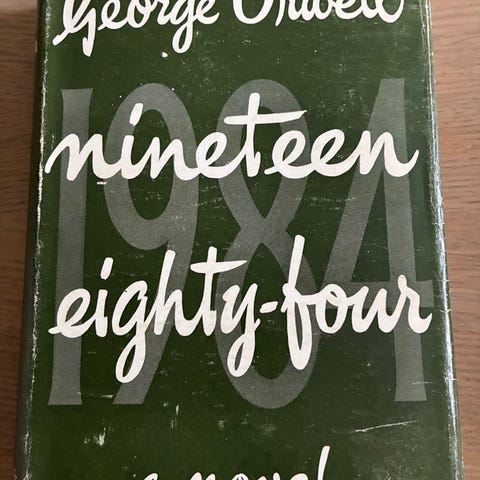 George Orwell
nineteen
1984
eighty-four
a novel